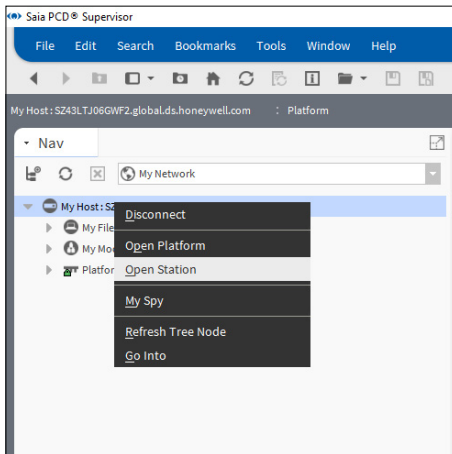 Saia PCD® Supervisor
File Edit Search Bookmarks Tools Window Help
My Host : SZ43LTJ06GWF2.global.ds.honeywell.com : Platform
Nav
My Network
My Host : SZ
My File
My Mo
Platfor
Disconnect
Open Platform
Open Station
My Spy
Refresh Tree Node
Go Into